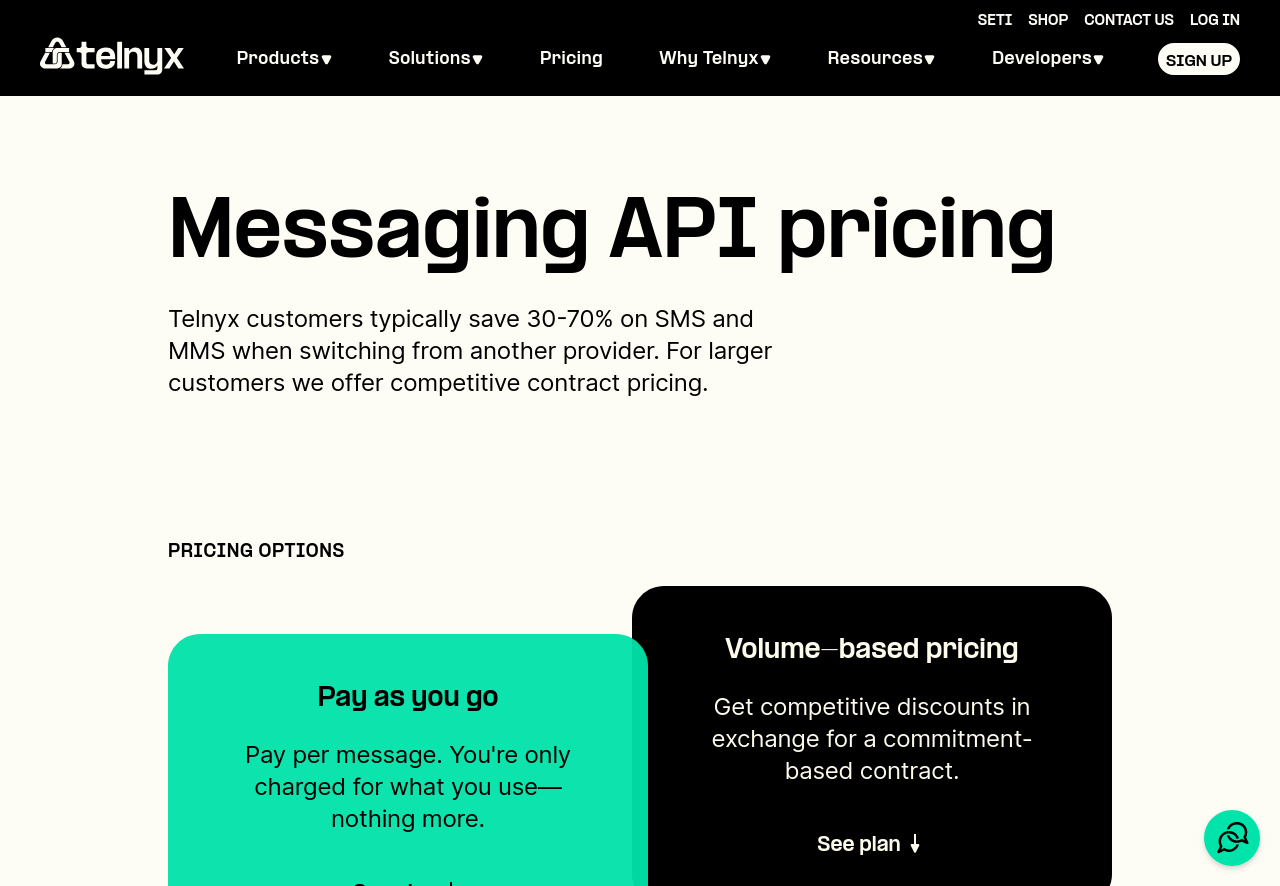 SETI SHOP CONTACT US LOG IN
telnyx Products Solutions Pricing Why Telnyx Resources Developers SIGN UP
Messaging API pricing
Telnyx customers typically save 30-70% on SMS and
MMS when switching from another provider. For larger
customers we offer competitive contract pricing.
PRICING OPTIONS
Pay as you go
Pay per message. You're only
charged for what you use—
nothing more.
Volume-based pricing
Get competitive discounts in
exchange for a commitment-
based contract.
See plan